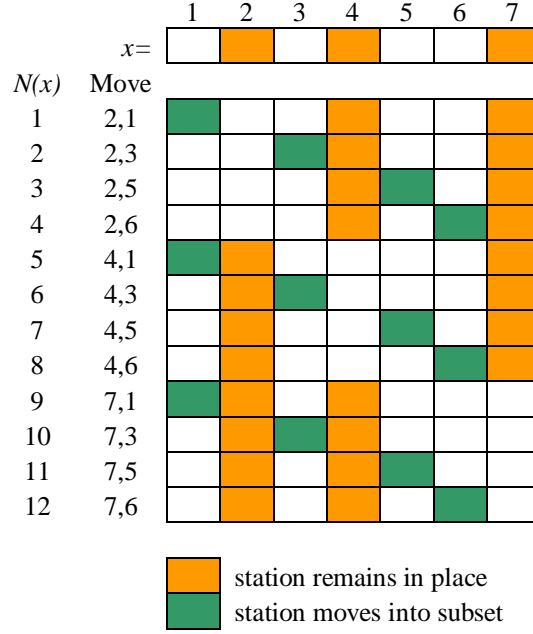 1 2 3 4 5 6 7
x=
N(x) Move
1 2,1
2 2,3
3 2,5
4 2,6
5 4,1
6 4,3
7 4,5
8 4,6
9 7,1
10 7,3
11 7,5
12 7,6
station remains in place
station moves into subset